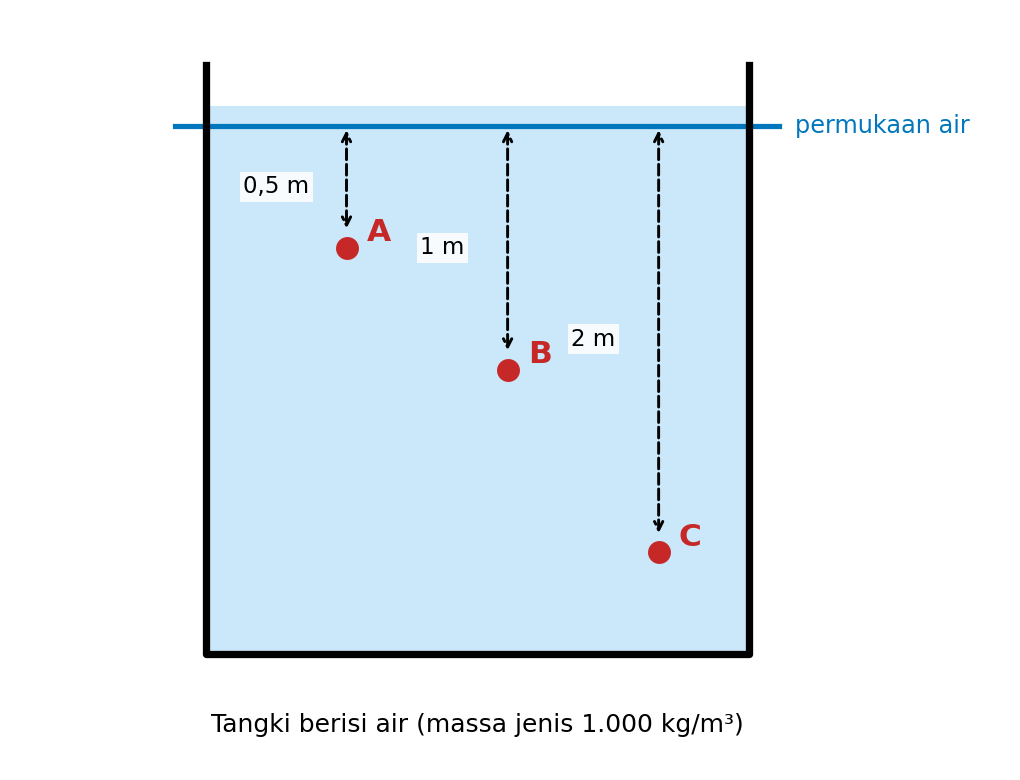 permukaan air
0,5 m
A
1 m
B
2 m
C
Tangki berisi air (massa jenis 1.000 kg/m³)